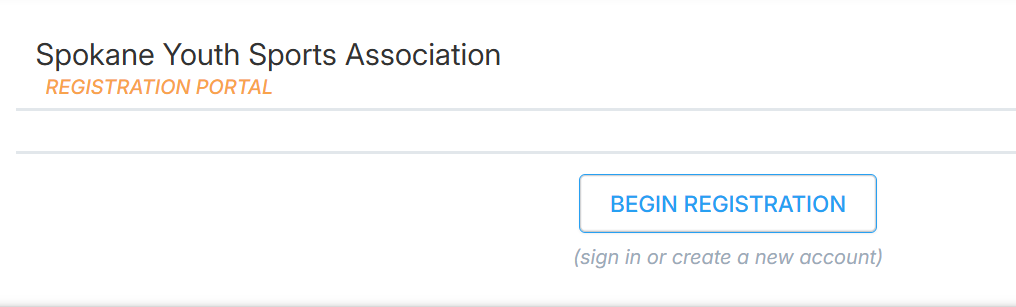 Spokane Youth Sports Association
REGISTRATION PORTAL
BEGIN REGISTRATION
(sign in or create a new account)